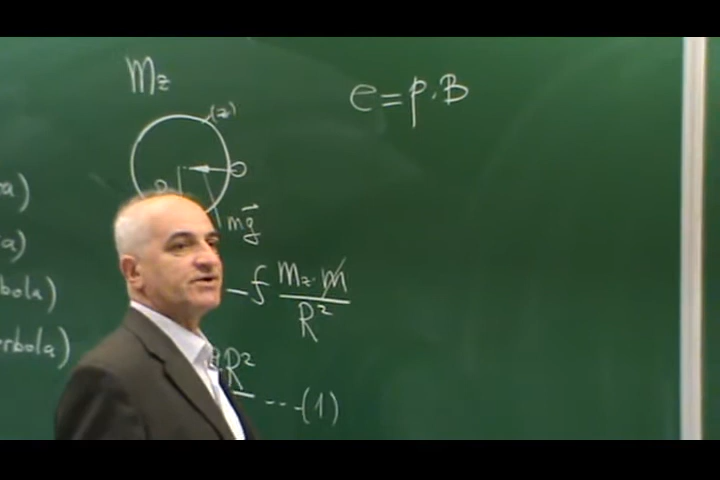 Mz
(z)
e = p · B
mg⃗
a)
a)
bola)
f Mz · m
R²
rbola)
R²
---(1)